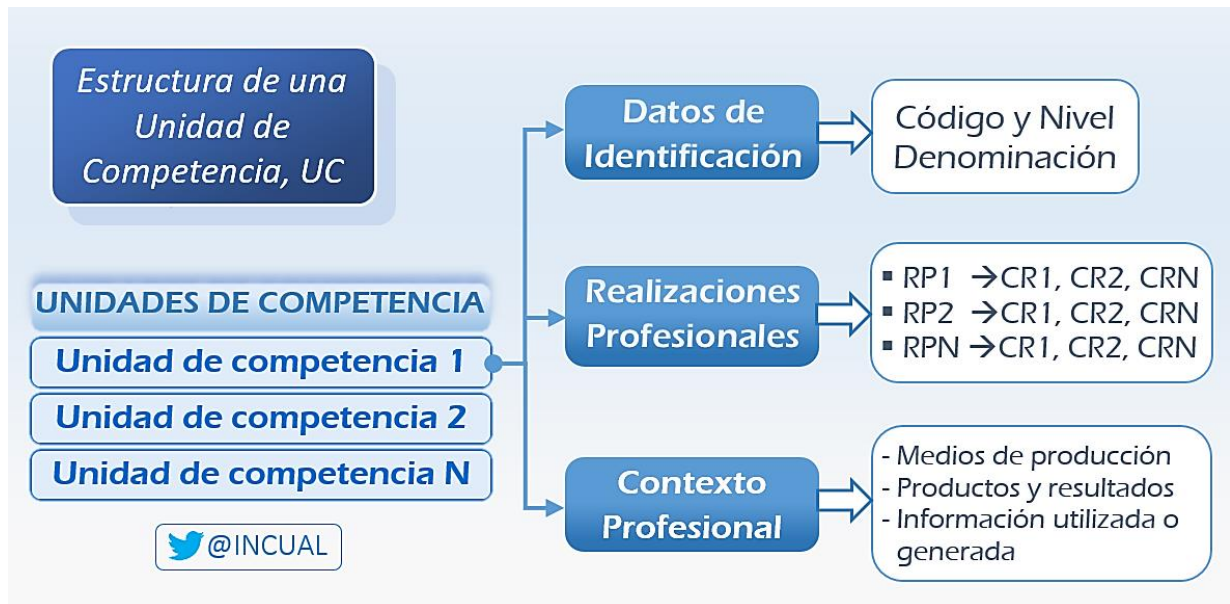 Estructura de una
Unidad de
Competencia, UC
UNIDADES DE COMPETENCIA
Unidad de competencia 1
Unidad de competencia 2
Unidad de competencia N
@INCUAL
Datos de
Identificación
Código y Nivel
Denominación
Realizaciones
Profesionales
▪ RP1 →CR1, CR2, CRN
▪ RP2 →CR1, CR2, CRN
▪ RPN →CR1, CR2, CRN
Contexto
Profesional
- Medios de producción
- Productos y resultados
- Información utilizada o
generada